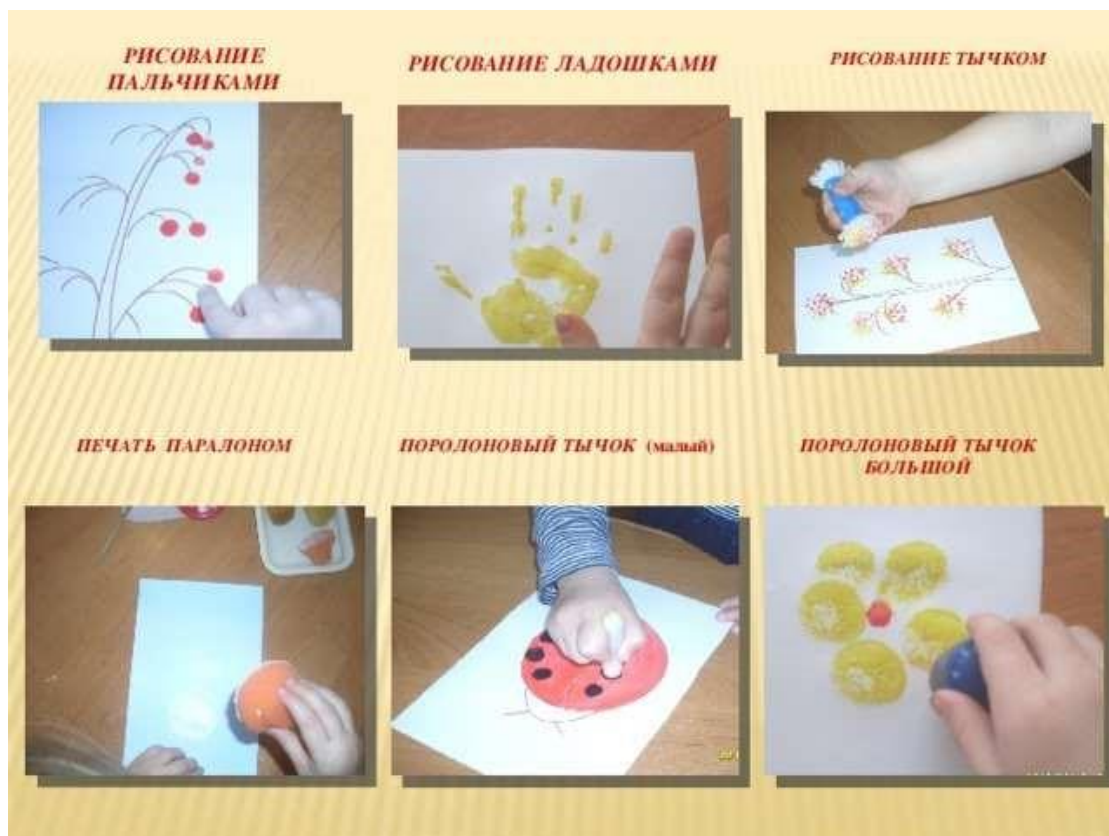 РИСОВАНИЕ
ПАЛЬЧИКАМИ
РИСОВАНИЕ ЛАДОШКАМИ
РИСОВАНИЕ ТЫЧКОМ
ПЕЧАТЬ ПАРАЛОНОМ
ПОРОЛОНОВЫЙ ТЫЧОК (малый)
ПОРОЛОНОВЫЙ ТЫЧОК
БОЛЬШОЙ